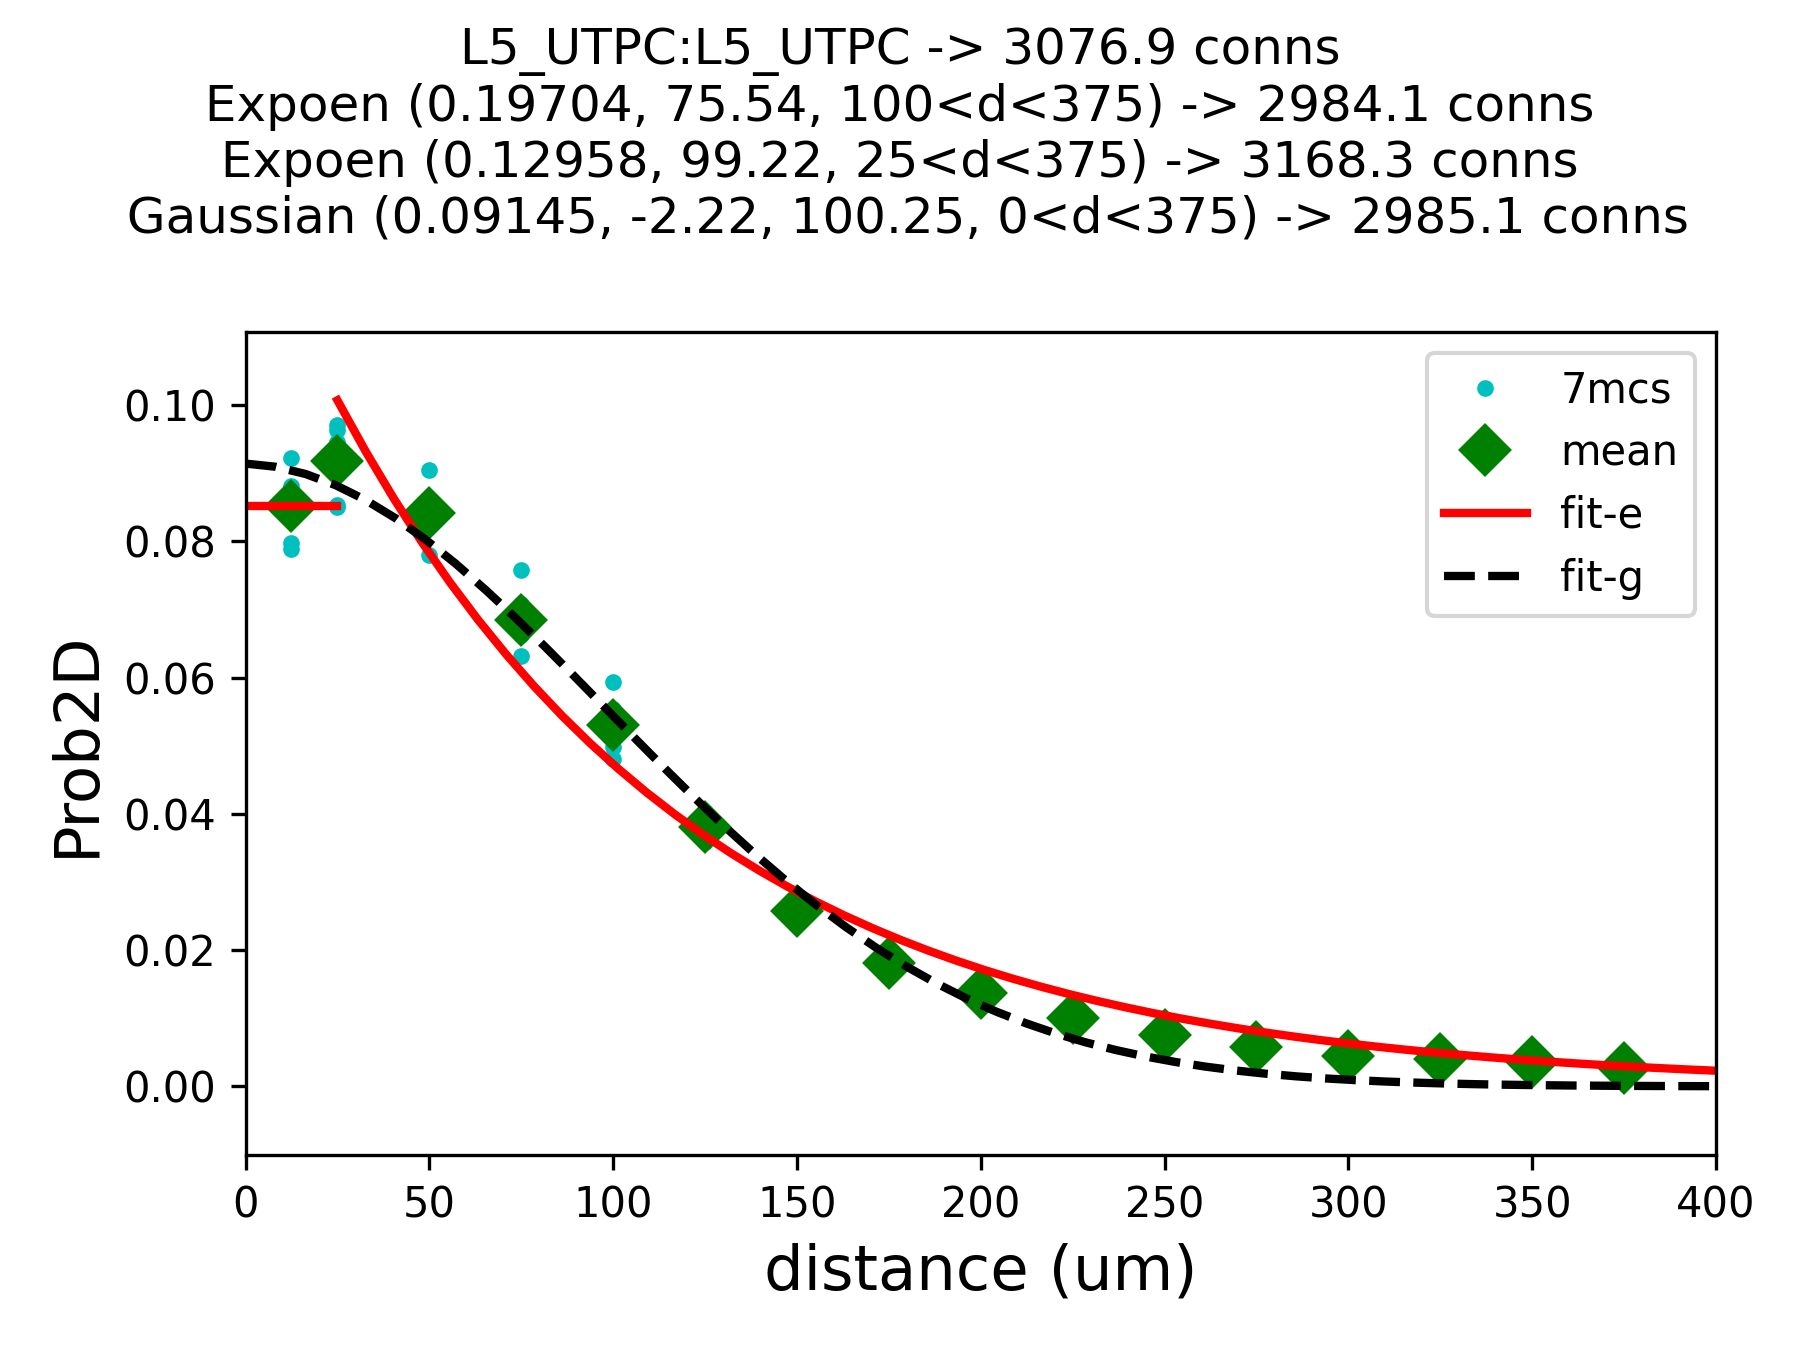 L5_UTPC:L5_UTPC -> 3076.9 conns
Expoen (0.19704, 75.54, 100<d<375) -> 2984.1 conns
Expoen (0.12958, 99.22, 25<d<375) -> 3168.3 conns
Gaussian (0.09145, -2.22, 100.25, 0<d<375) -> 2985.1 conns
7mcs
mean
fit-e
fit-g
Prob2D
0.10
0.08
0.06
0.04
0.02
0.00
0 50 100 150 200 250 300 350 400
distance (um)